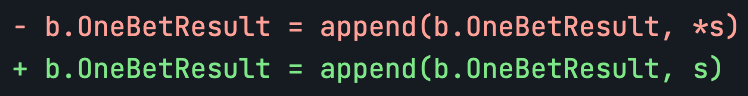 - b.OneBetResult = append(b.OneBetResult, *s)
+ b.OneBetResult = append(b.OneBetResult, s)